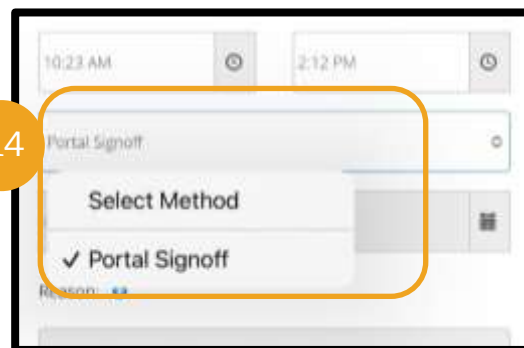 10:23 AM
2:12 PM
14
Portal Signoff
Select Method
✓ Portal Signoff
Reason: